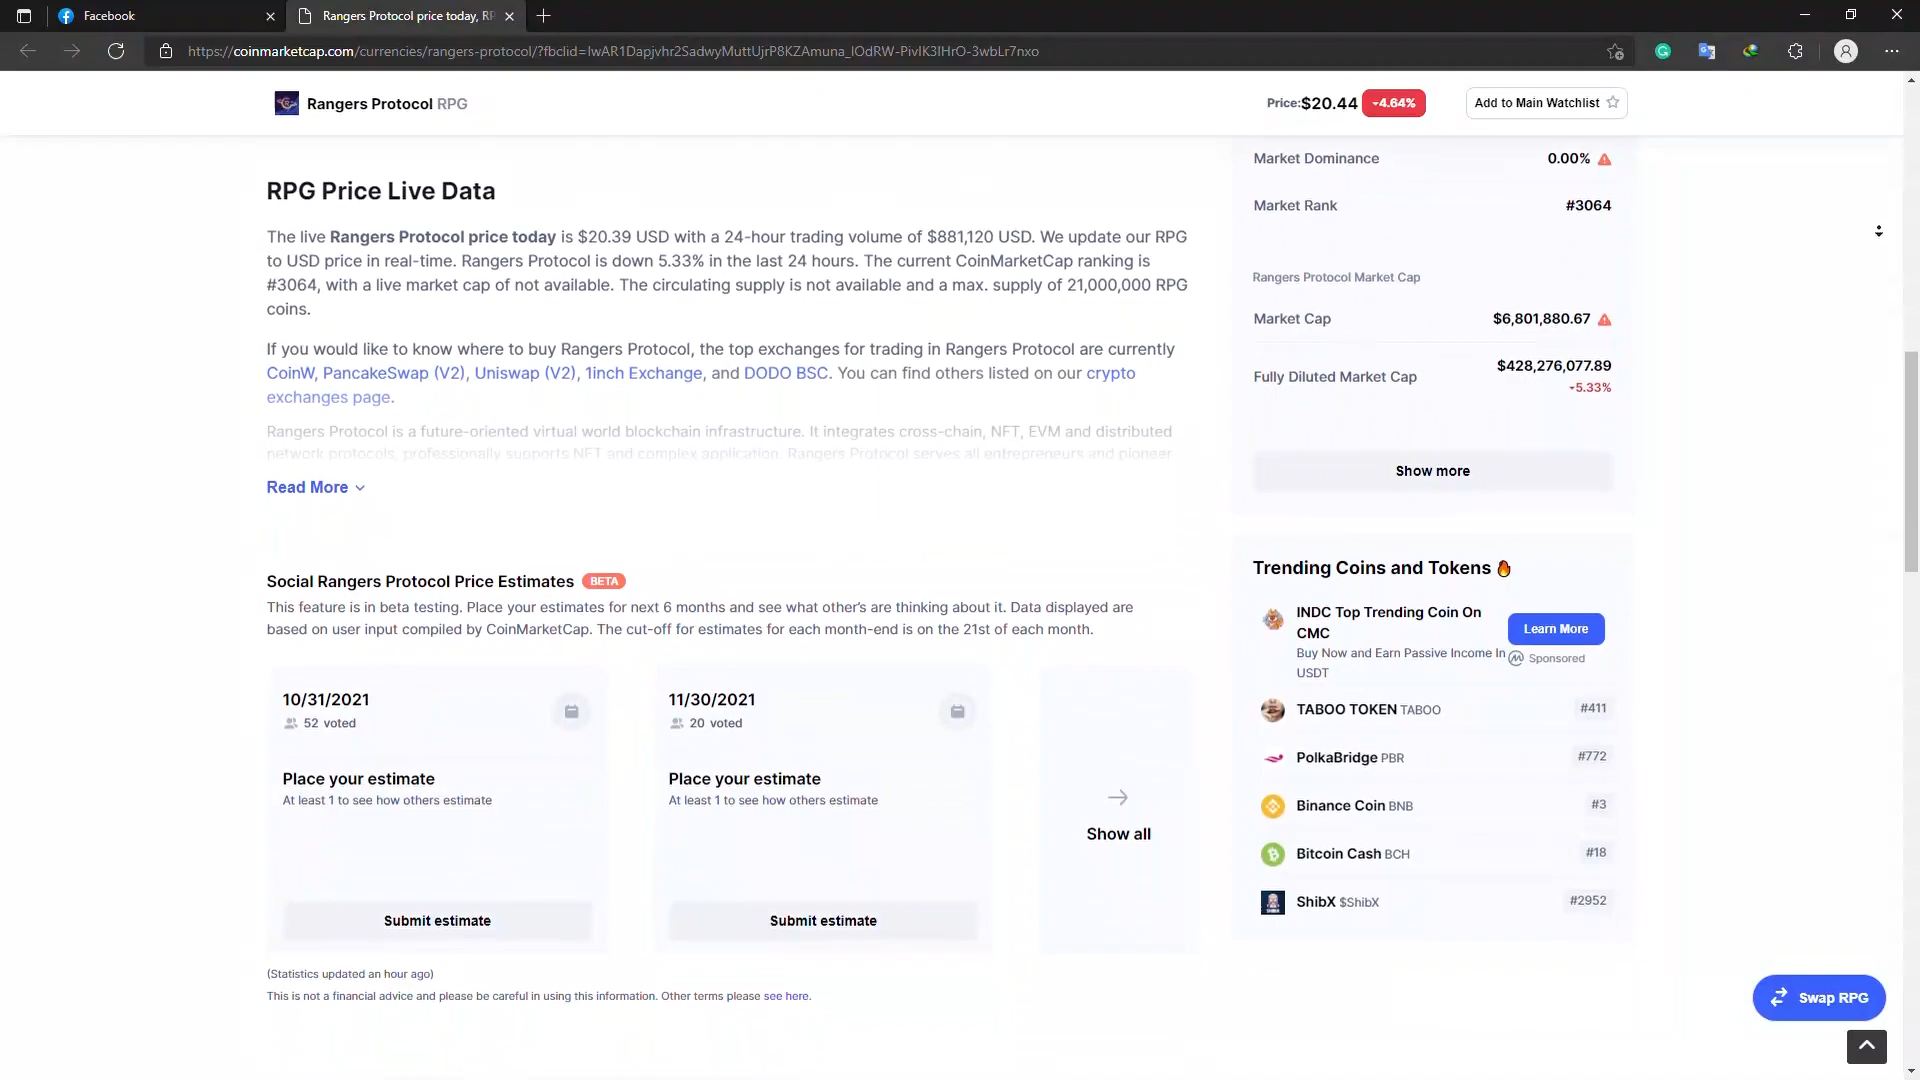 Facebook
Rangers Protocol price today, RP
https://coinmarketcap.com/currencies/rangers-protocol/?fbclid=IwAR1Dapjvhr2SadwyMuttUjrP8KZAmuna_lOdRW-PivlK3IHrO-3wbLr7nxo
Rangers Protocol RPG
Price:$20.44 -4.64%
Add to Main Watchlist
RPG Price Live Data
The live Rangers Protocol price today is $20.39 USD with a 24-hour trading volume of $881,120 USD. We update our RPG
to USD price in real-time. Rangers Protocol is down 5.33% in the last 24 hours. The current CoinMarketCap ranking is
#3064, with a live market cap of not available. The circulating supply is not available and a max. supply of 21,000,000 RPG
coins.
If you would like to know where to buy Rangers Protocol, the top exchanges for trading in Rangers Protocol are currently
CoinW, PancakeSwap (V2), Uniswap (V2), 1inch Exchange, and DODO BSC. You can find others listed on our crypto
exchanges page.
Rangers Protocol is a future-oriented virtual world blockchain infrastructure. It integrates cross-chain, NFT, EVM and distributed
network protocols, professionally supports NFT and complex application. Rangers Protocol serves all entrepreneurs and pioneer
Read More
Social Rangers Protocol Price Estimates BETA
This feature is in beta testing. Place your estimates for next 6 months and see what other's are thinking about it. Data displayed are
based on user input compiled by CoinMarketCap. The cut-off for estimates for each month-end is on the 21st of each month.
10/31/2021
52 voted
Place your estimate
At least 1 to see how others estimate
Submit estimate
11/30/2021
20 voted
Place your estimate
At least 1 to see how others estimate
Submit estimate
Show all
(Statistics updated an hour ago)
This is not a financial advice and please be careful in using this information. Other terms please see here.
Market Dominance 0.00%
Market Rank #3064
Rangers Protocol Market Cap
Market Cap $6,801,880.67
Fully Diluted Market Cap $428,276,077.89
-5.33%
Show more
Trending Coins and Tokens
INDC Top Trending Coin On
CMC
Buy Now and Earn Passive Income In
USDT
Learn More
Sponsored
TABOO TOKEN TABOO #411
PolkaBridge PBR #772
Binance Coin BNB #3
Bitcoin Cash BCH #18
ShibX $ShibX #2952
Swap RPG